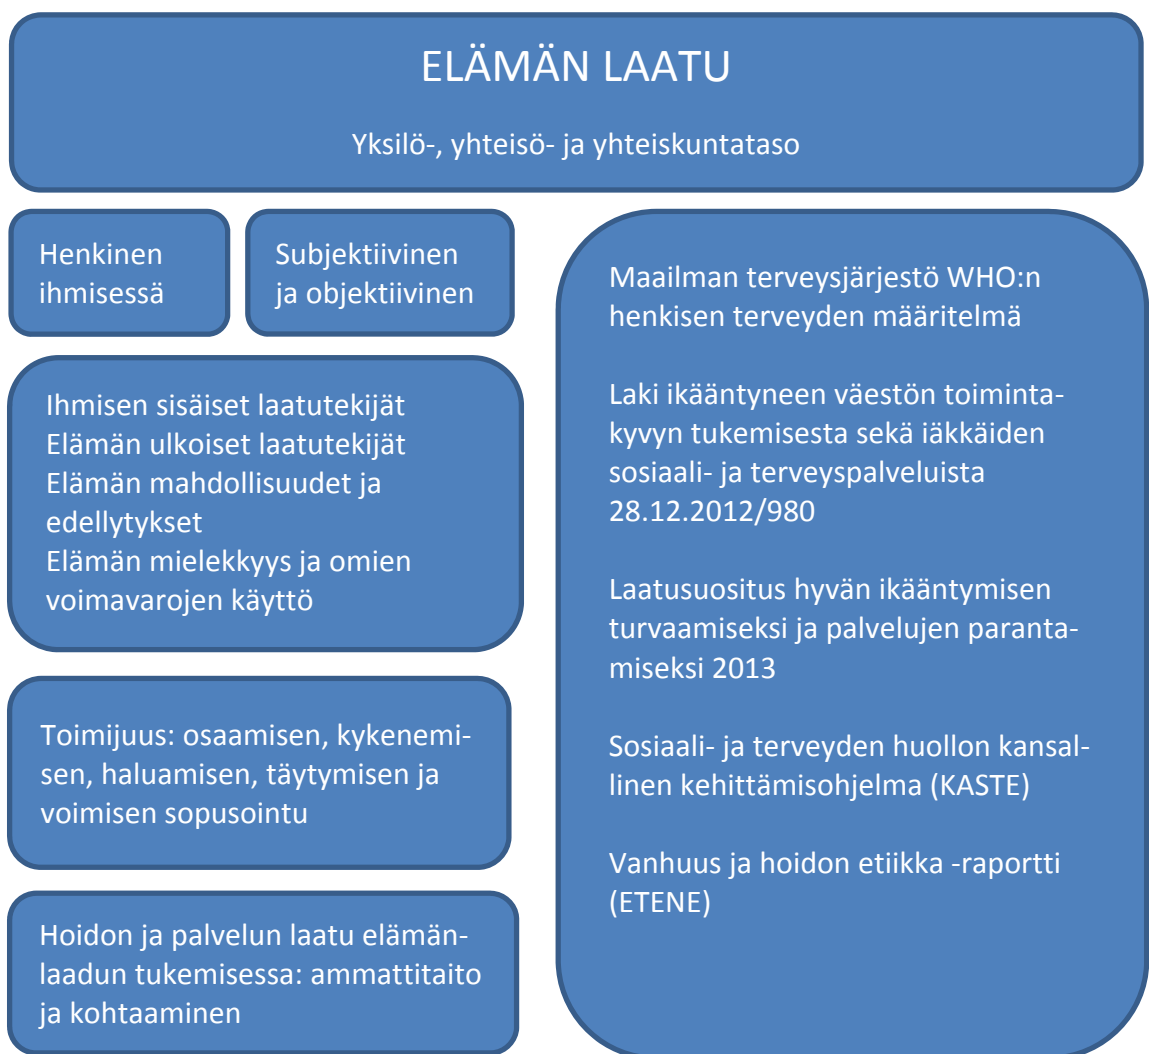 ELÄMÄN LAATU
Yksilö-, yhteisö- ja yhteiskuntataso
Henkinen
ihmisessä
Subjektiivinen
ja objektiivinen
Ihmisen sisäiset laatutekijät
Elämän ulkoiset laatutekijät
Elämän mahdollisuudet ja
edellytykset
Elämän mielekkyys ja omien
voimavarojen käyttö
Toimijuus: osaamisen, kykenemi-
sen, haluamisen, täytymisen ja
voimisen sopusointu
Hoidon ja palvelun laatu elämän-
laadun tukemisessa: ammattitaito
ja kohtaaminen
Maailman terveysjärjestö WHO:n
henkisen terveyden määritelmä
Laki ikääntyneen väestön toiminta-
kyvyn tukemisesta sekä iäkkäiden
sosiaali- ja terveyspalveluista
28.12.2012/980
Laatusuositus hyvän ikääntymisen
turvaamiseksi ja palvelujen paranta-
miseksi 2013
Sosiaali- ja terveyden huollon kansal-
linen kehittämisohjelma (KASTE)
Vanhuus ja hoidon etiikka -raportti
(ETENE)